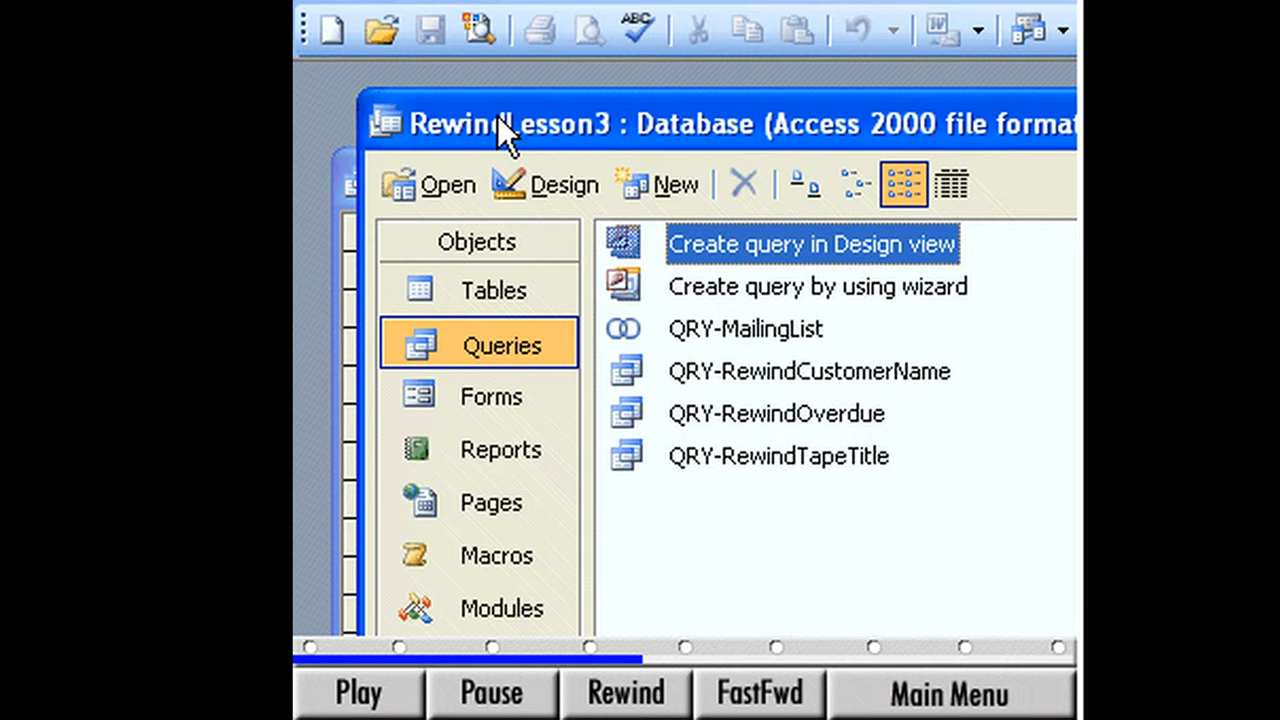 ABC
W
RewindLesson3 : Database (Access 2000 file format
Open Design New
Objects
Tables
Queries
Forms
Reports
Pages
Macros
Modules
Create query in Design view
Create query by using wizard
QRY-MailingList
QRY-RewindCustomerName
QRY-RewindOverdue
QRY-RewindTapeTitle
Play Pause Rewind FastFwd Main Menu